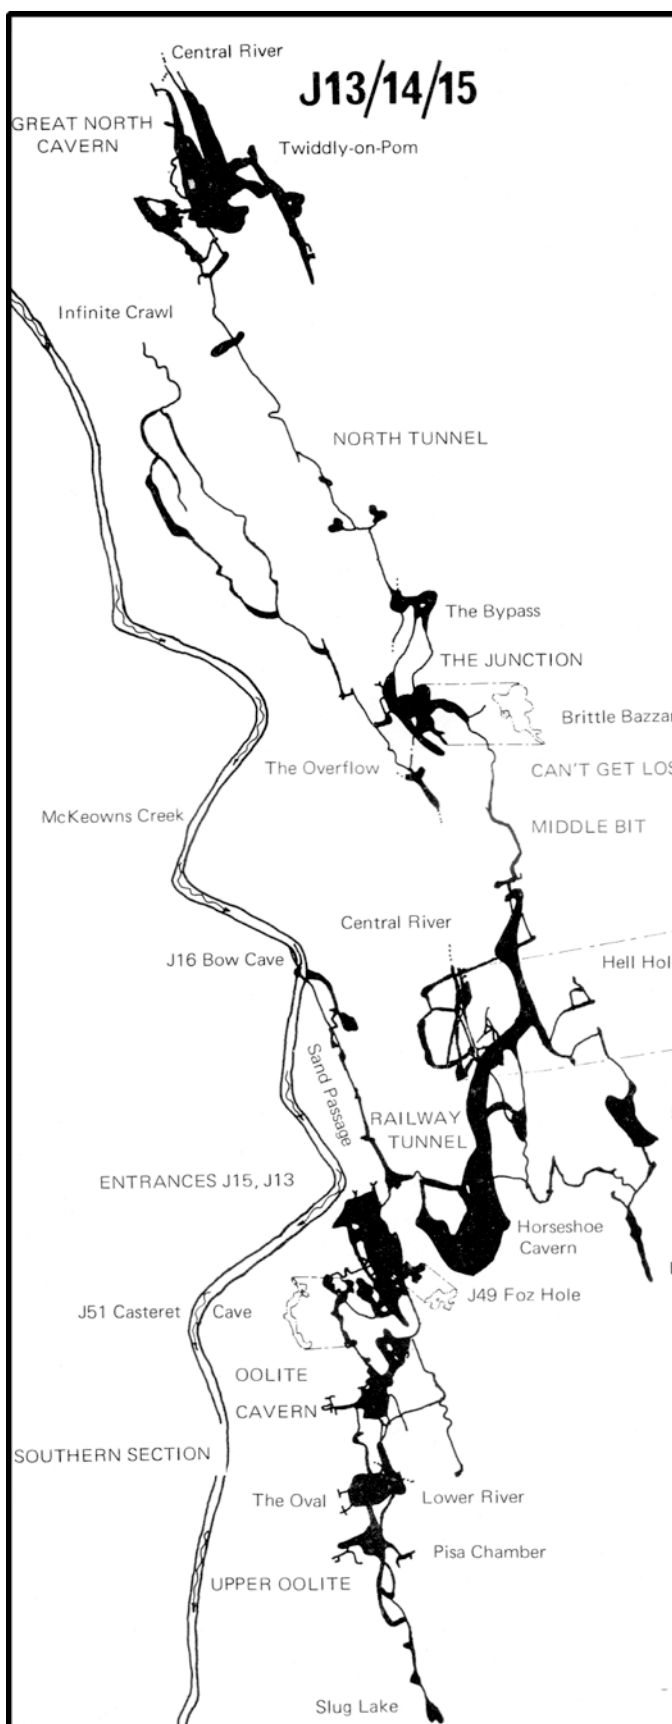 Central River
J13/14/15
GREAT NORTH
CAVERN
Twiddly-on-Pom
Infinite Crawl
NORTH TUNNEL
The Bypass
THE JUNCTION
Brittle Bazzar
The Overflow
CAN'T GET LOS
McKeowns Creek
MIDDLE BIT
Central River
J16 Bow Cave
Hell Hol
Sand Passage
RAILWAY
TUNNEL
ENTRANCES J15, J13
Horseshoe
Cavern
J49 Foz Hole
J51 Casteret Cave
OOLITE
CAVERN
SOUTHERN SECTION
The Oval
Lower River
Pisa Chamber
UPPER OOLITE
Slug Lake